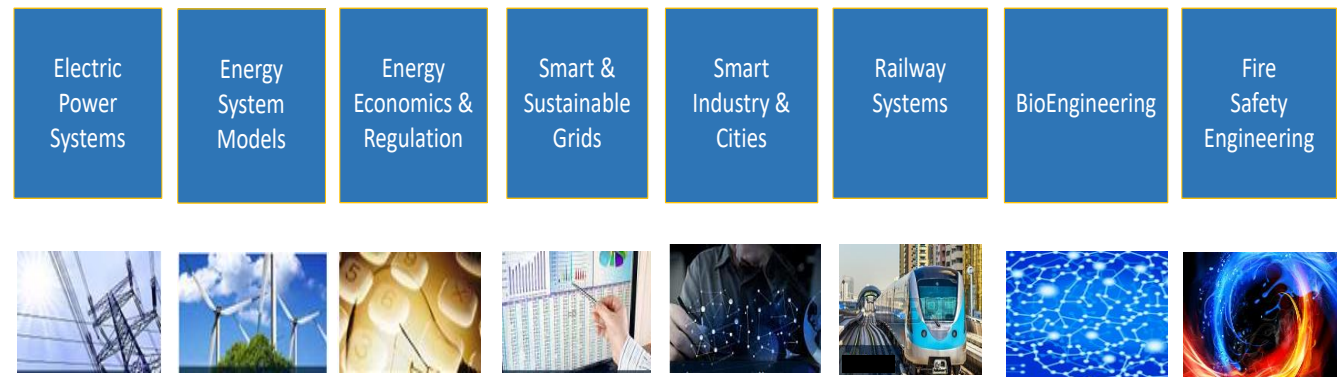 Electric
Power
Systems
Energy
System
Models
Energy
Economics &
Regulation
Smart &
Sustainable
Grids
Smart
Industry &
Cities
Railway
Systems
BioEngineering
Fire
Safety
Engineering